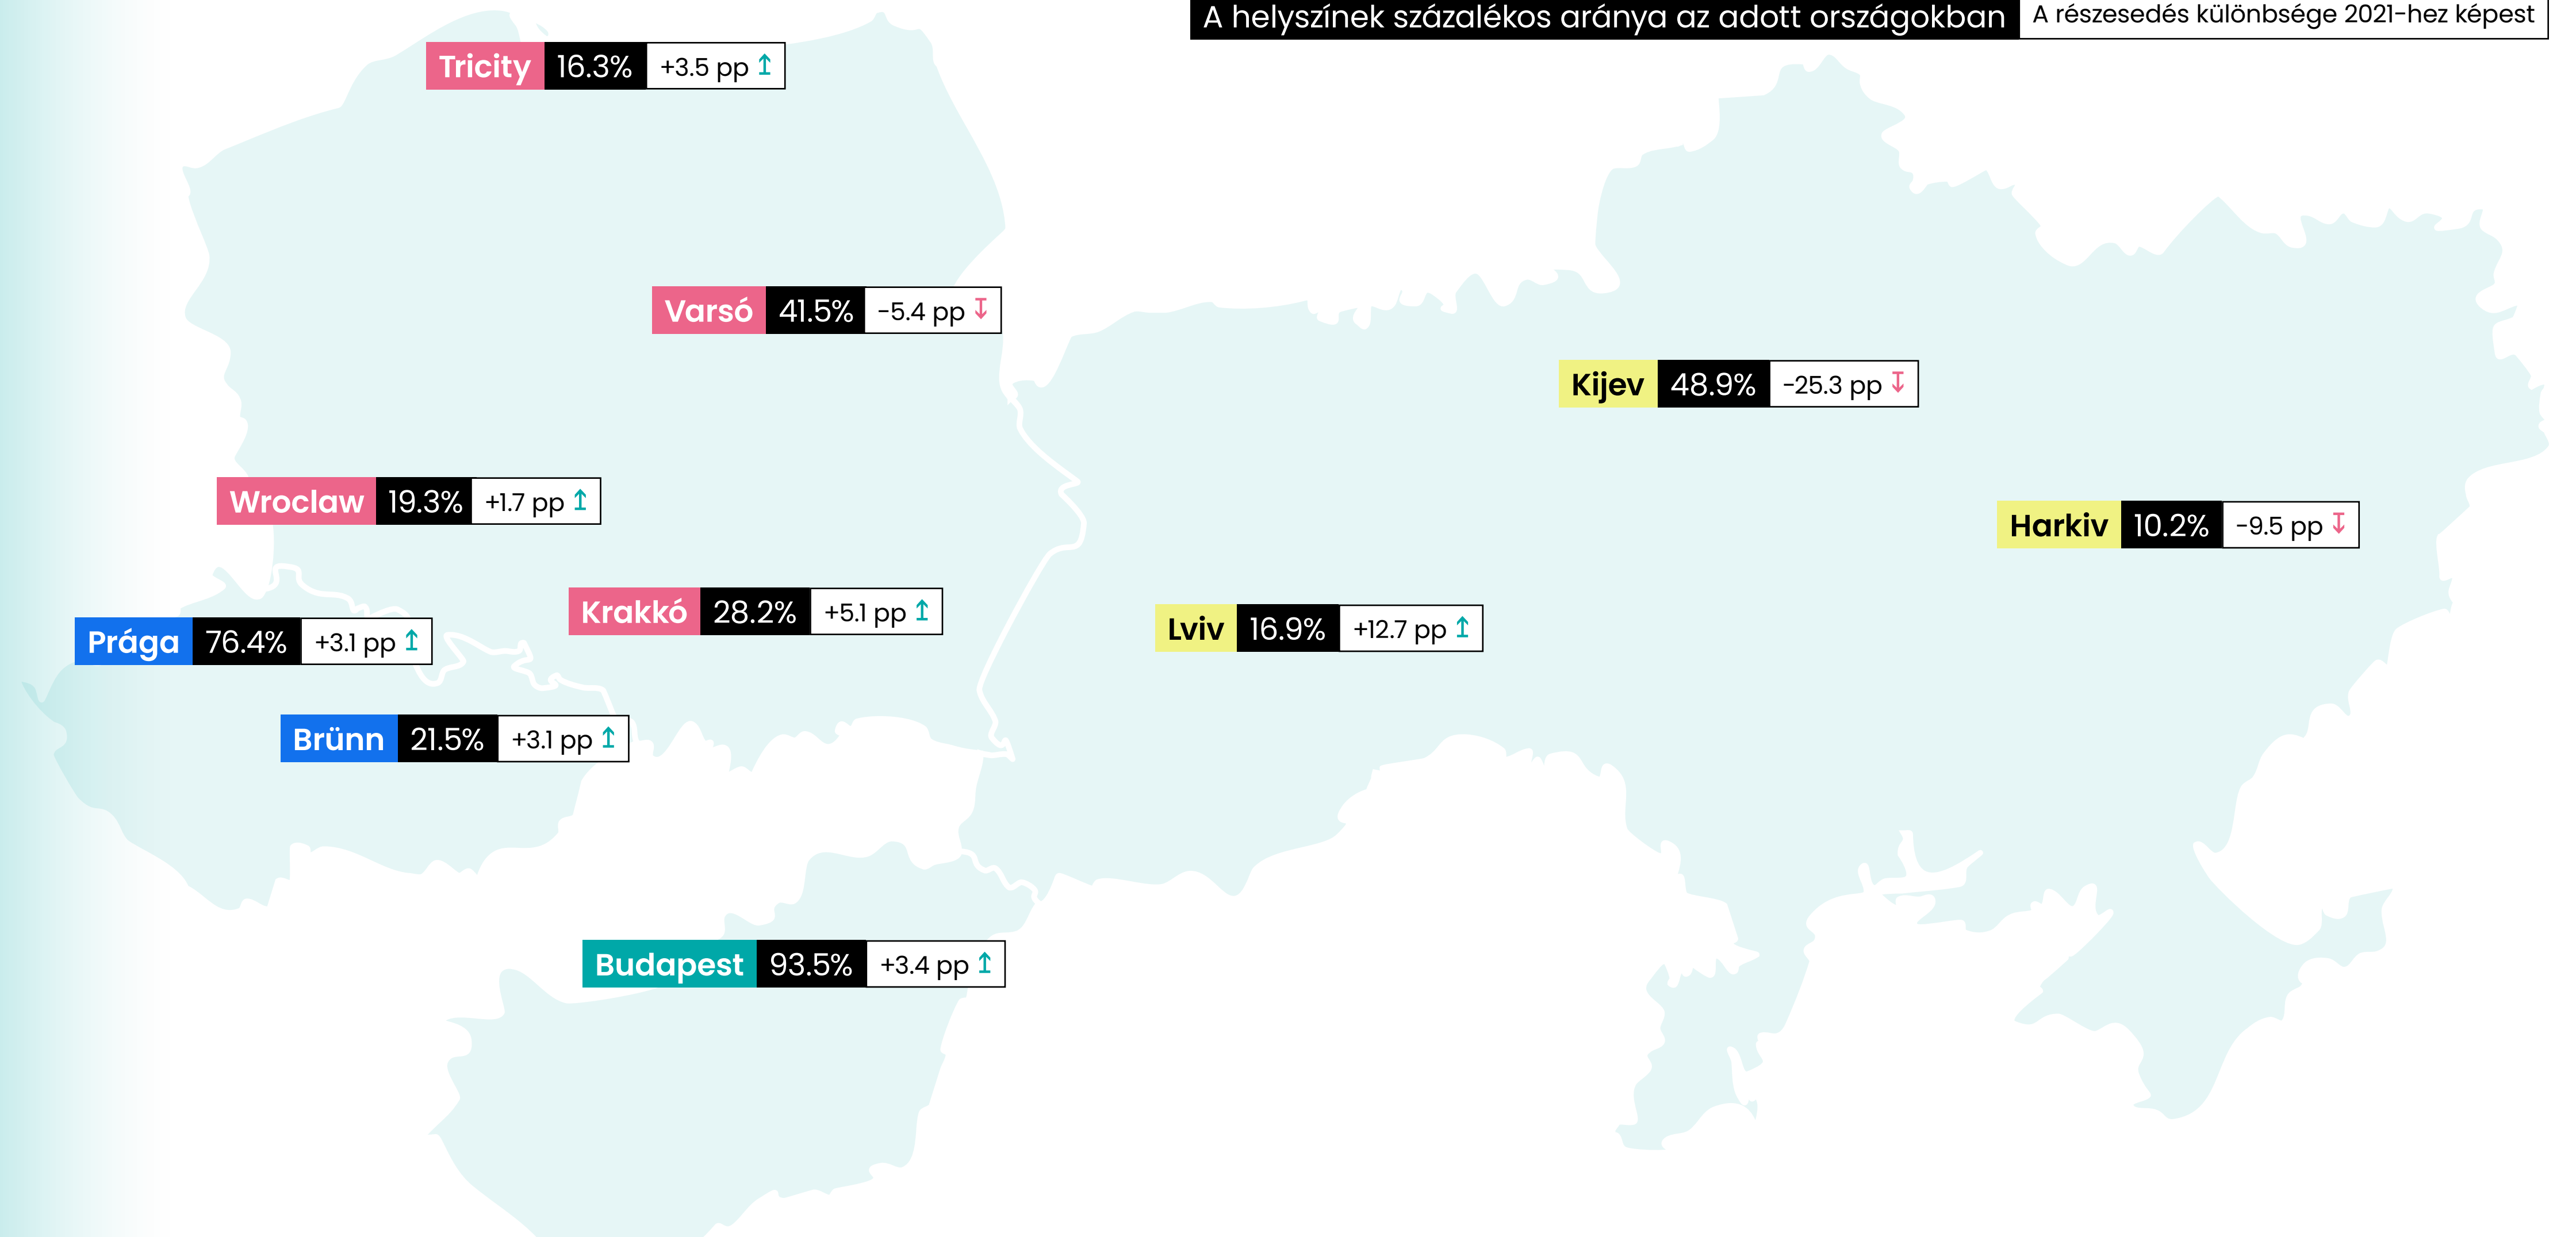 A helyszínek százalékos aránya az adott országokban A részesedés különbsége 2021-hez képest
Tricity 16.3% +3.5 pp ↥
Varsó 41.5% -5.4 pp ↧
Kijev 48.9% -25.3 pp ↧
Wroclaw 19.3% +1.7 pp ↥
Harkiv 10.2% -9.5 pp ↧
Krakkó 28.2% +5.1 pp ↥
Lviv 16.9% +12.7 pp ↥
Prága 76.4% +3.1 pp ↥
Brünn 21.5% +3.1 pp ↥
Budapest 93.5% +3.4 pp ↥